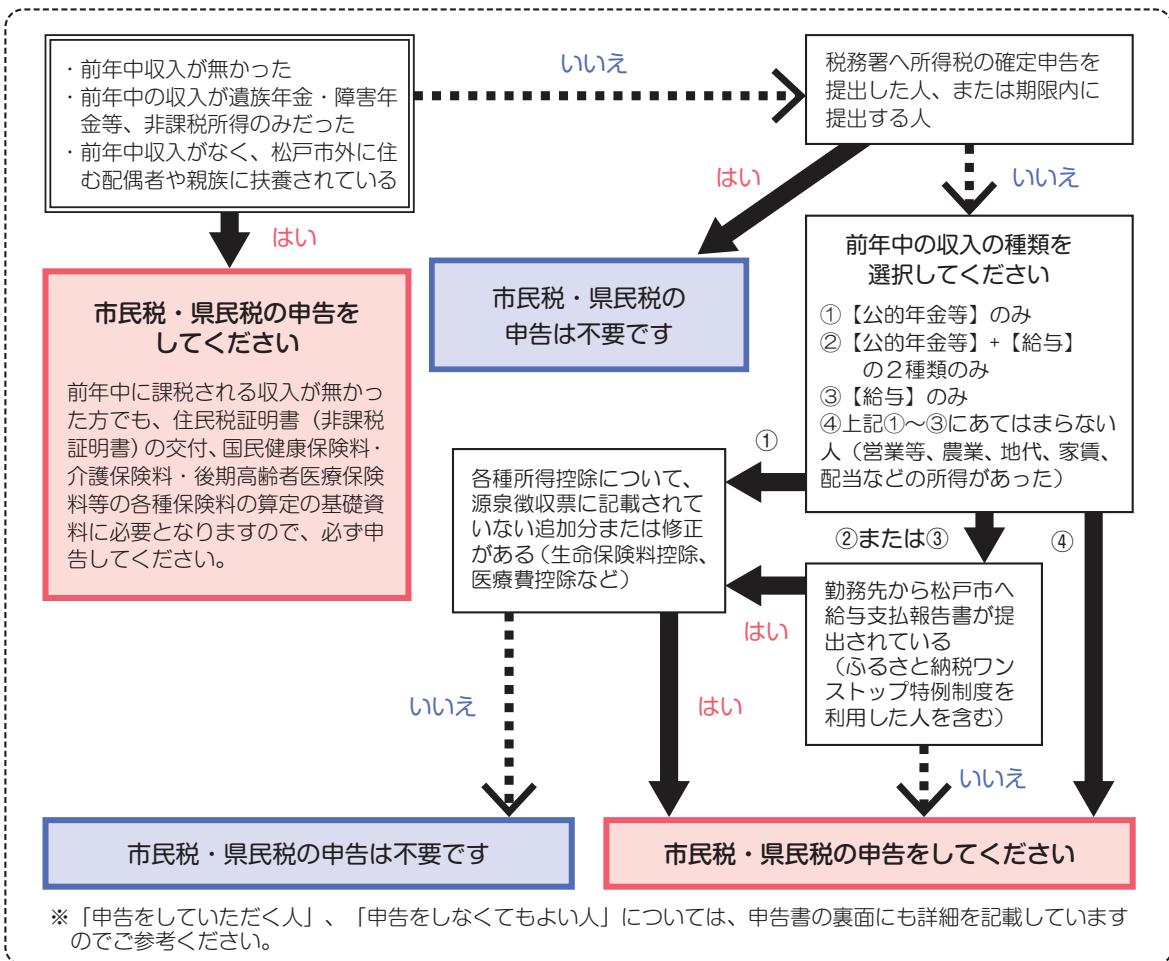 ・前年中収入が無かった
・前年中の収入が遺族年金・障害年
金等、非課税所得のみだった
・前年中収入がなく、松戸市外に住
む配偶者や親族に扶養されている
いいえ
税務署へ所得税の確定申告を
提出した人、または期限内に
提出する人
はい
はい
いいえ
市民税・県民税の申告を
してください
前年中に課税される収入が無かっ
た方でも、住民税証明書（非課税
証明書）の交付、国民健康保険料・
介護保険料・後期高齢者医療保険
料等の各種保険料の算定の基礎資
料に必要となりますので、必ず申
告してください。
市民税・県民税の
申告は不要です
前年中の収入の種類を
選択してください
①【公的年金等】のみ
②【公的年金等】+【給与】
の２種類のみ
③【給与】のみ
④上記①～③にあてはまらない
人（営業等、農業、地代、家賃、
配当などの所得があった）
①
②または③
④
各種所得控除について、
源泉徴収票に記載されて
いない追加分または修正
がある（生命保険料控除、
医療費控除など）
はい
勤務先から松戸市へ
給与支払報告書が提
出されている
（ふるさと納税ワン
ストップ特例制度を
利用した人を含む）
いいえ
はい
いいえ
市民税・県民税の申告は不要です
市民税・県民税の申告をしてください
※「申告をしていただく人」、「申告をしなくてもよい人」については、申告書の裏面にも詳細を記載しています
のでご参考ください。